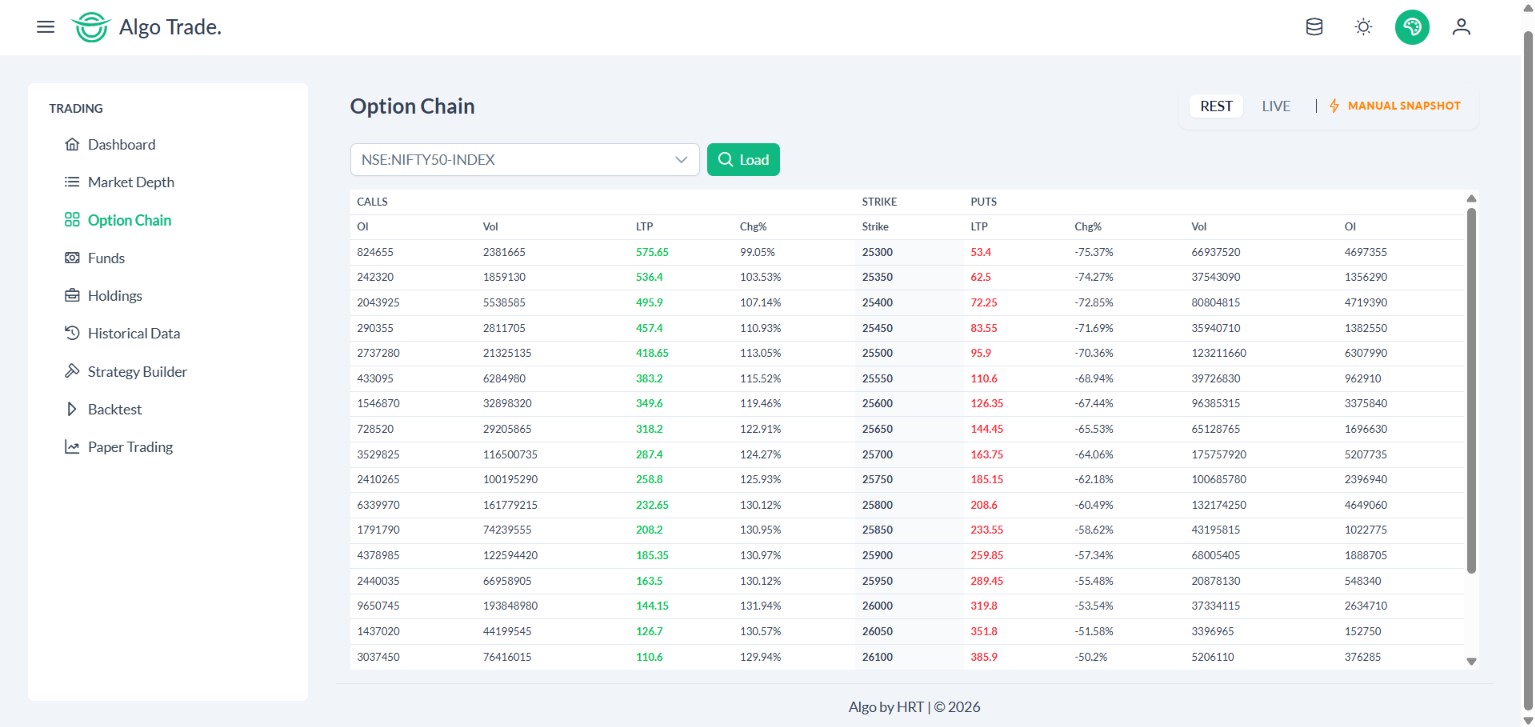 Algo Trade.
TRADING
Dashboard
Market Depth
Option Chain
Funds
Holdings
Historical Data
Strategy Builder
Backtest
Paper Trading
Option Chain
REST LIVE | MANUAL SNAPSHOT
NSE:NIFTY50-INDEX Load
CALLS STRIKE PUTS
OI Vol LTP Chg% Strike LTP Chg% Vol OI
824655 2381665 575.65 99.05% 25300 53.4 -75.37% 66937520 4697355
242320 1859130 536.4 103.53% 25350 62.5 -74.27% 37543090 1356290
2043925 5538585 495.9 107.14% 25400 72.25 -72.85% 80804815 4719390
290355 2811705 457.4 110.93% 25450 83.55 -71.69% 35940710 1382550
2737280 21325135 418.65 113.05% 25500 95.9 -70.36% 123211660 6307990
433095 6284980 383.2 115.52% 25550 110.6 -68.94% 39726830 962910
1546870 32898320 349.6 119.46% 25600 126.35 -67.44% 96385315 3375840
728520 29205865 318.2 122.91% 25650 144.45 -65.53% 65128765 1696630
3529825 116500735 287.4 124.27% 25700 163.75 -64.06% 175757920 5207735
2410265 100195290 258.8 125.93% 25750 185.15 -62.18% 100685780 2396940
6339970 161779215 232.65 130.12% 25800 208.6 -60.49% 132174250 4649060
1791790 74239555 208.2 130.95% 25850 233.55 -58.62% 43195815 1022775
4378985 122594420 185.35 130.97% 25900 259.85 -57.34% 68005405 1888705
2440035 66958905 163.5 130.12% 25950 289.45 -55.48% 20878130 548340
9650745 193848980 144.15 131.94% 26000 319.8 -53.54% 37334115 2634710
1437020 44199545 126.7 130.57% 26050 351.8 -51.58% 3396965 152750
3037450 76416015 110.6 129.94% 26100 385.9 -50.2% 5206110 376285
Algo by HRT | © 2026